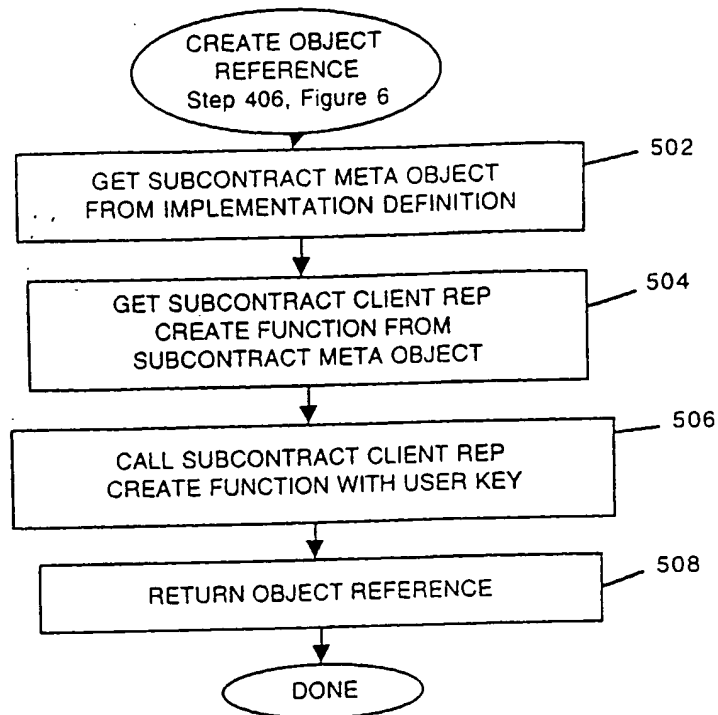 CREATE OBJECT
REFERENCE
Step 406, Figure 6
502
GET SUBCONTRACT META OBJECT
FROM IMPLEMENTATION DEFINITION
504
GET SUBCONTRACT CLIENT REP
CREATE FUNCTION FROM
SUBCONTRACT META OBJECT
506
CALL SUBCONTRACT CLIENT REP
CREATE FUNCTION WITH USER KEY
508
RETURN OBJECT REFERENCE
DONE